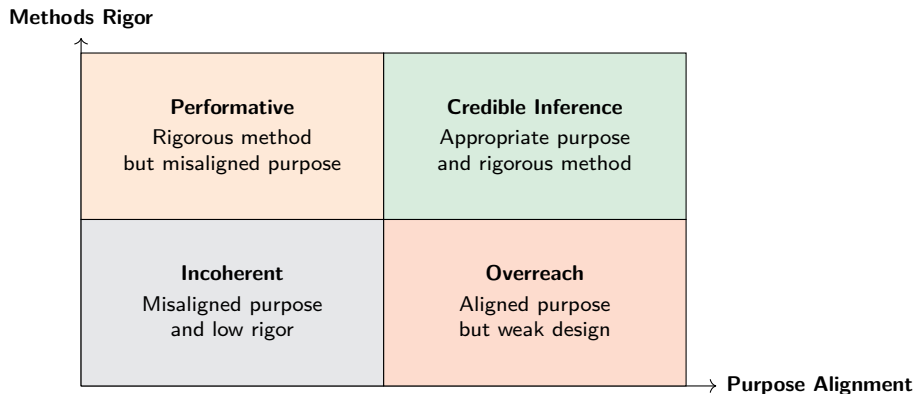 Methods Rigor
Performative
Rigorous method
but misaligned purpose
Credible Inference
Appropriate purpose
and rigorous method
Incoherent
Misaligned purpose
and low rigor
Overreach
Aligned purpose
but weak design
Purpose Alignment